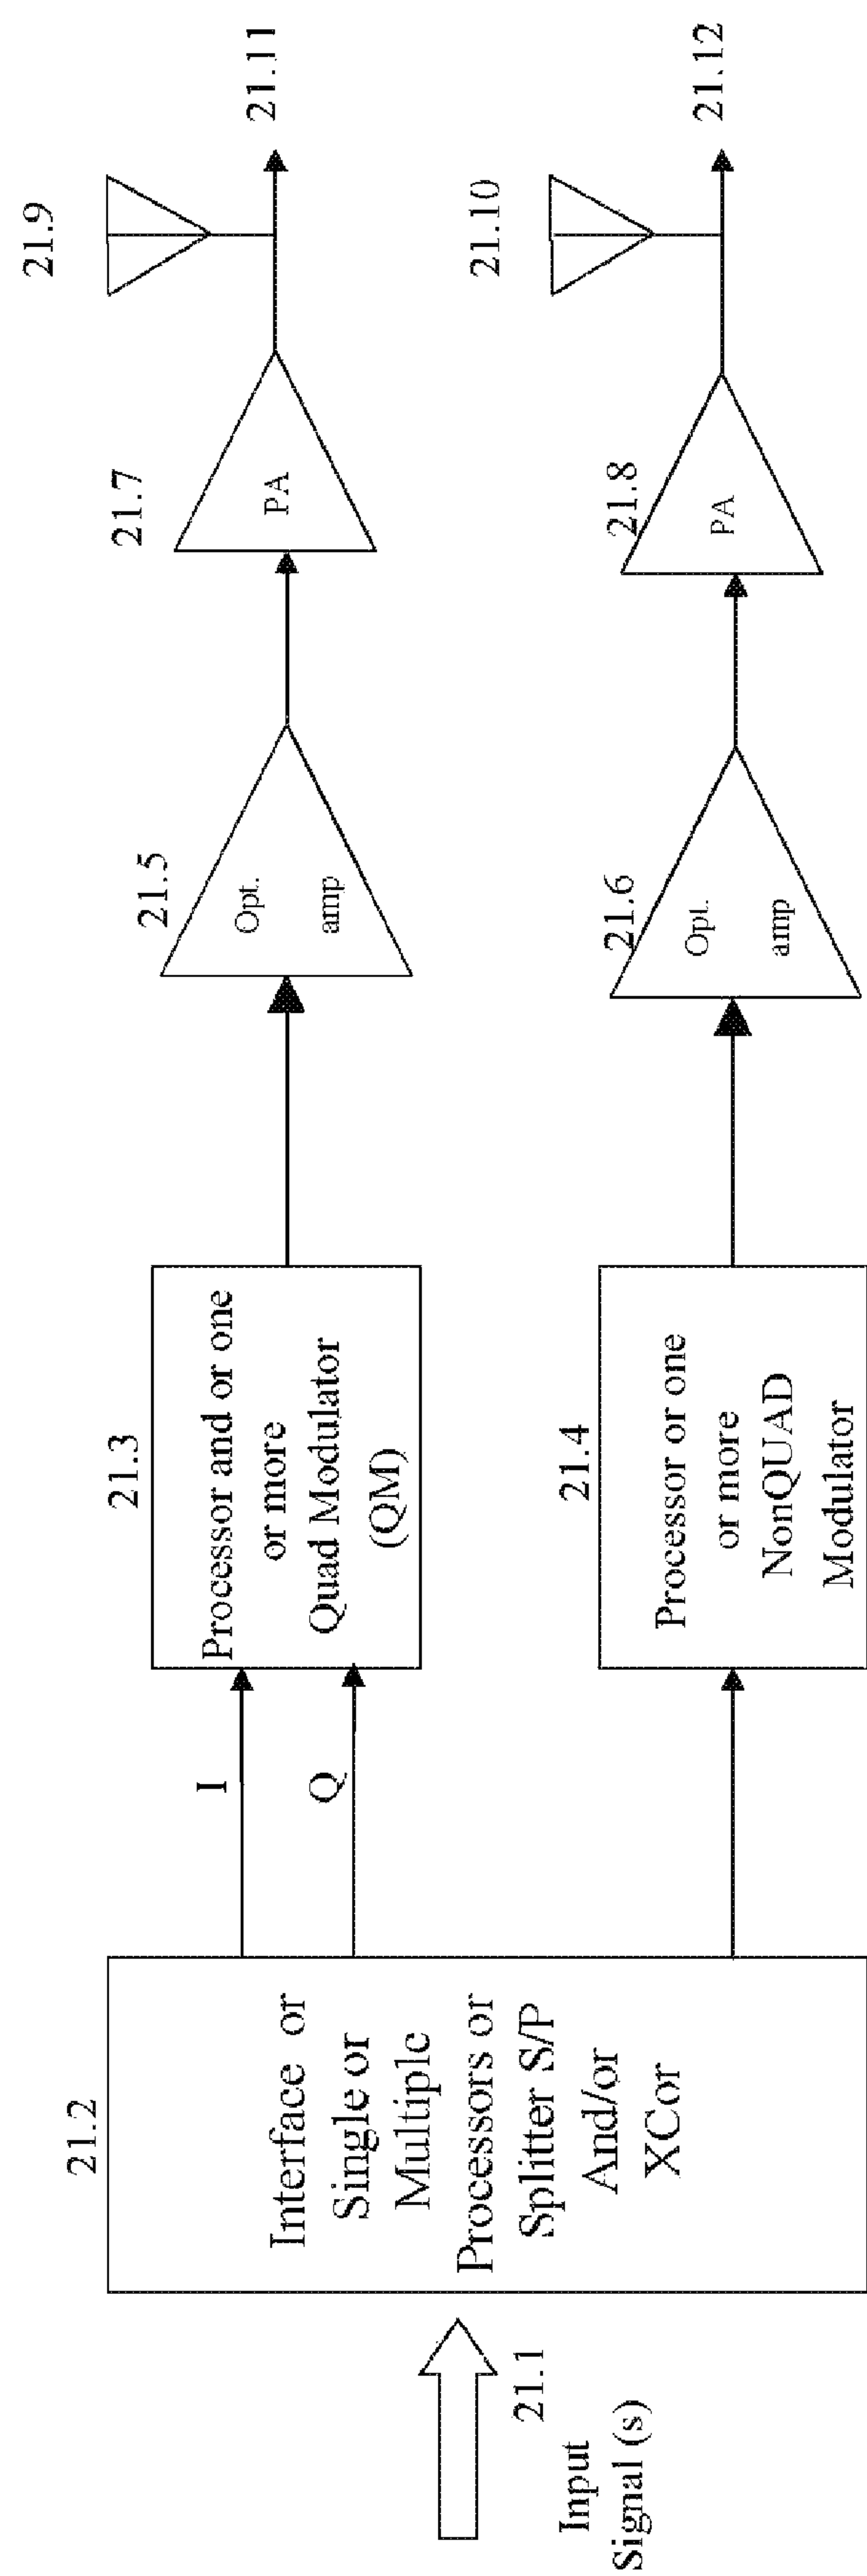 21.1
Input
Signal (s)
21.2
Interface or
Single or
Multiple
Processors or
Splitter S/P
And/or
XCor
I
Q
21.3
Processor and or one
or more
Quad Modulator
(QM)
21.5
Opt.
amp
21.7
PA
21.9
21.11
21.4
Processor or one
or more
NonQUAD
Modulator
21.6
Opt.
amp
21.8
PA
21.10
21.12